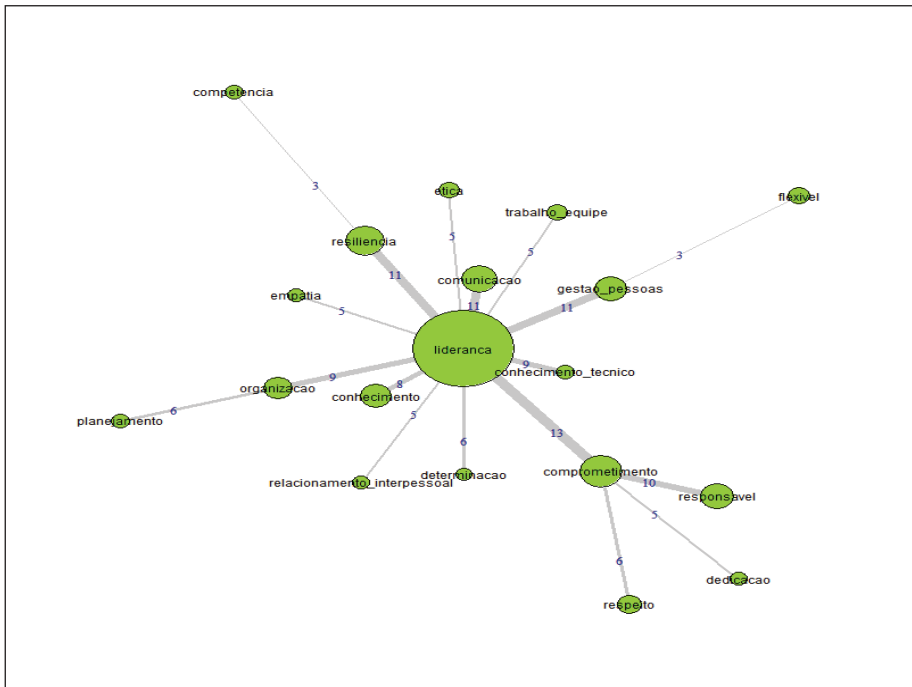 competencia
3
etica
flexivel
trabalho_equipe
resiliencia
5
5
3
11
comunicacao
gestao_pessoas
empatia
11
11
5
lideranca
9
conhecimento_tecnico
9
organizacao
8
conhecimento
planejamento
6
5
13
6
comprometimento
relacionamento_interpessoal
determinacao
10
responsavel
5
6
dedicacao
respeito